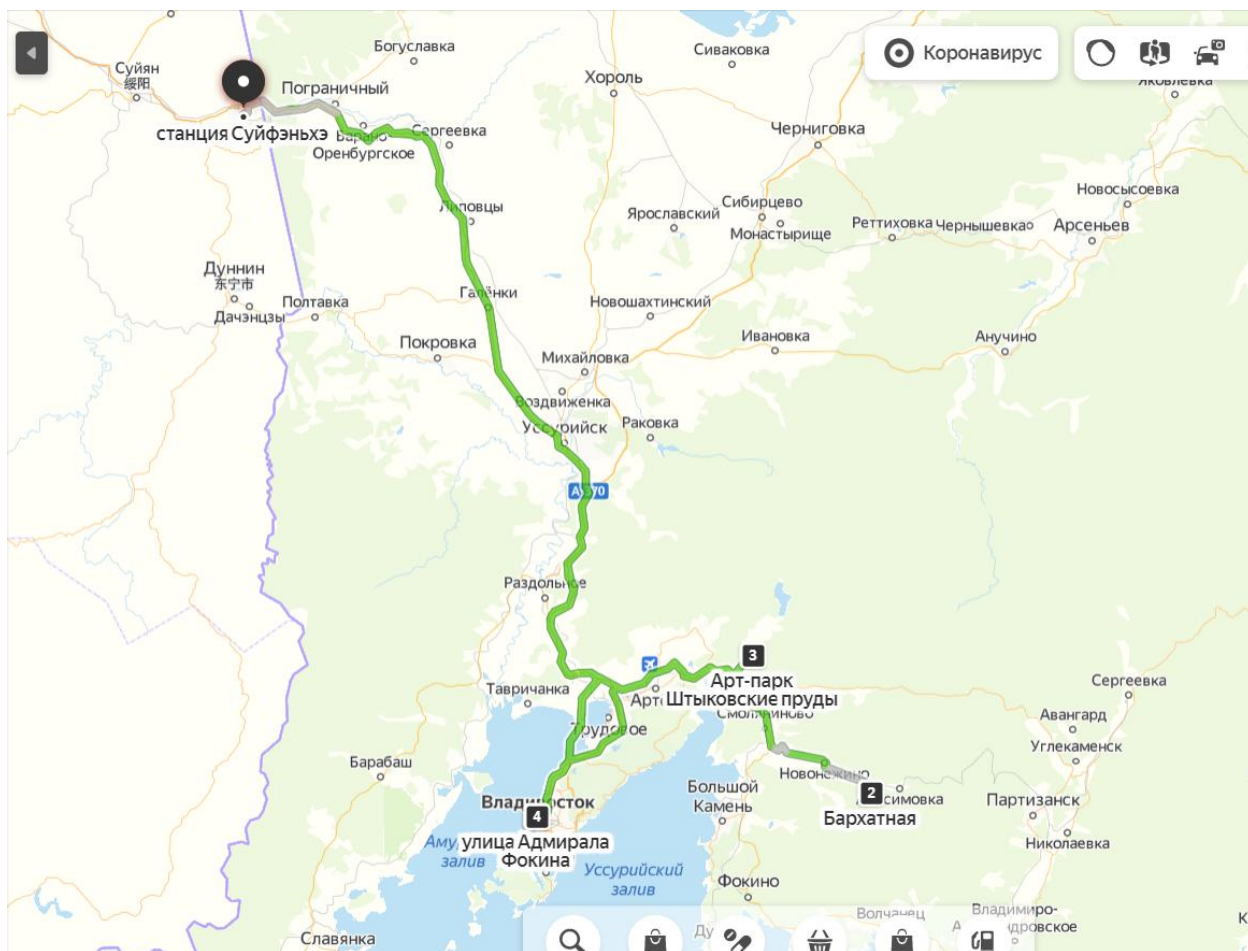 Богуславка
Сиваковка
Коронавирус
Суйян
绥阳
Хороль
Яковлевка
Пограничный
станция Суйфэньхэ
Барано-
Оренбургское
Сергеевка
Черниговка
Новосысоевка
Липовцы
Ярославский
Сибирцево
Монастырище
Реттиховка
Чернышевка
Арсеньев
Дуннин
东宁市
Дачэнцзы
Полтавка
Галёнки
Новошахтинский
Покровка
Ивановка
Анучино
Михайловка
Воздвиженка
Уссурийск
Раковка
Раздольное
3
Арт-парк
Штыковские пруды
Тавричанка
Сергеевка
Трудовое
Смоляниново
Авангард
Углекаменск
Барабаш
Новонежино
Большой
Камень
2
Бархатная
Партизанск
Николаевка
Владивосток
4
улица Адмирала
Фокина
залив
Уссурийский
залив
Фокино
Волчанец
Владимиро-
Славянка